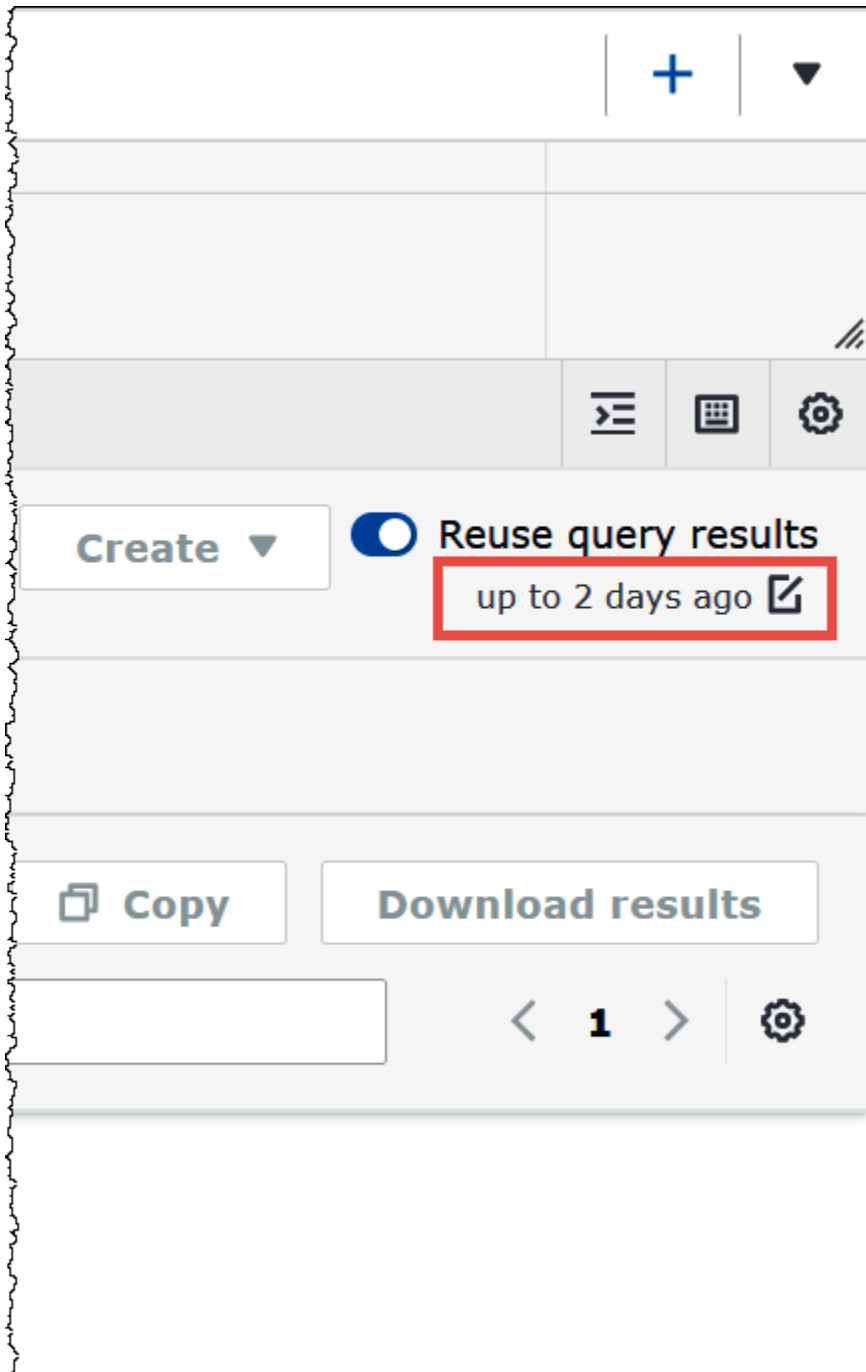 Create
Reuse query results
up to 2 days ago
Copy
Download results
1